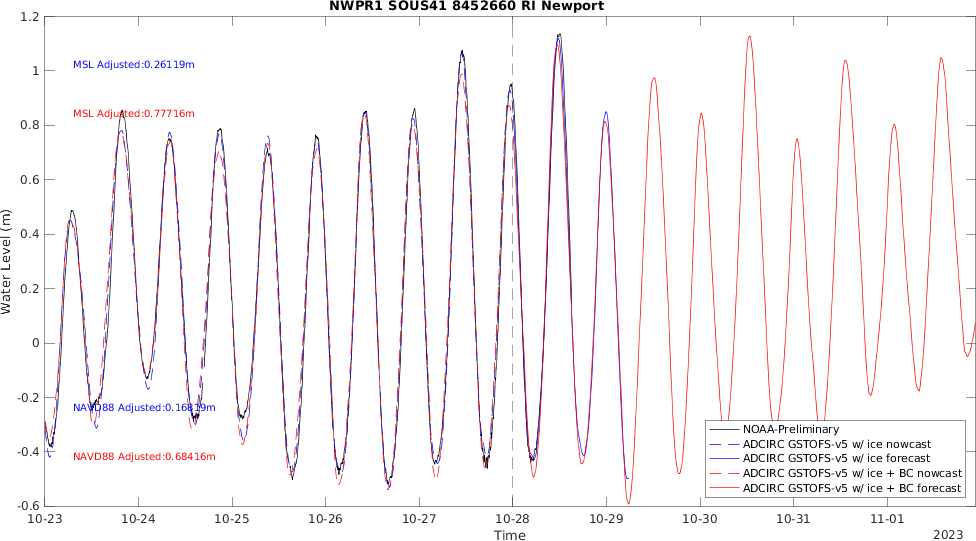 NWPR1 SOUS41 8452660 RI Newport
1.2
1
0.8
0.6
0.4
0.2
0
-0.2
-0.4
-0.6
Water Level (m)
MSL Adjusted:0.26119m
MSL Adjusted:0.77716m
NAVD88 Adjusted:0.16819m
NAVD88 Adjusted:0.68416m
NOAA-Preliminary
ADCIRC GSTOFS-v5 w/ ice nowcast
ADCIRC GSTOFS-v5 w/ ice forecast
ADCIRC GSTOFS-v5 w/ ice + BC nowcast
ADCIRC GSTOFS-v5 w/ ice + BC forecast
10-23 10-24 10-25 10-26 10-27 10-28 10-29 10-30 10-31 11-01
Time
2023